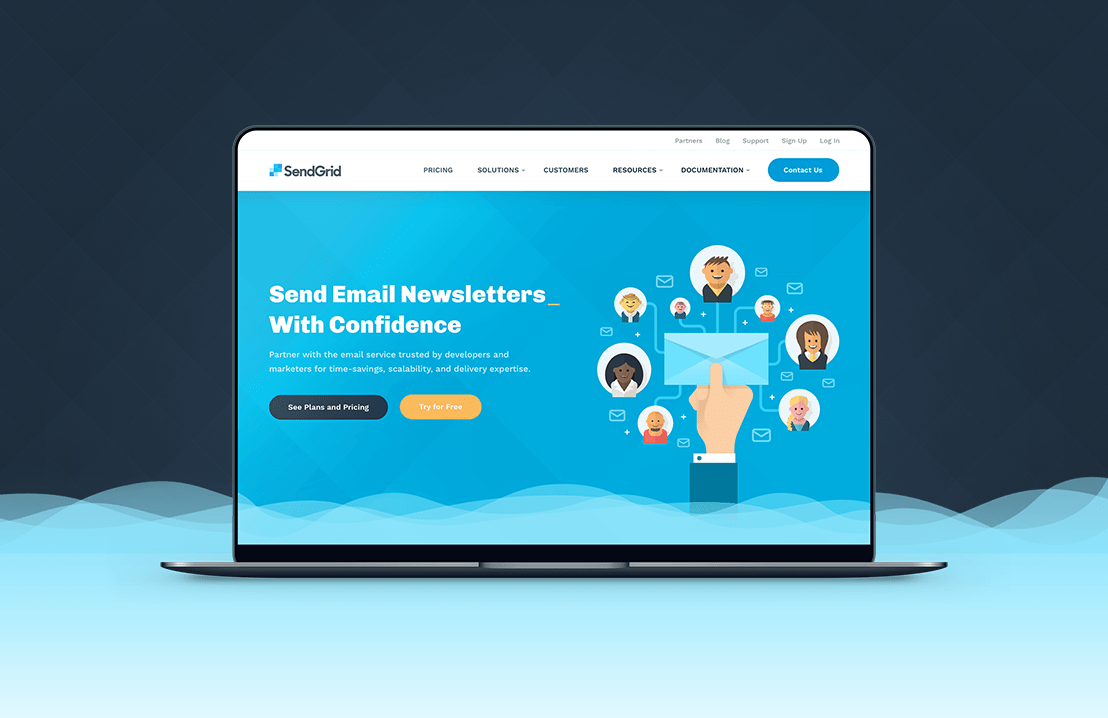 Partners Blog Support Sign Up Log In
SendGrid PRICING SOLUTIONS CUSTOMERS RESOURCES DOCUMENTATION Contact Us
Send Email Newsletters_
With Confidence
Partner with the email service trusted by developers and
marketers for time-savings, scalability, and delivery expertise.
See Plans and Pricing Try for Free